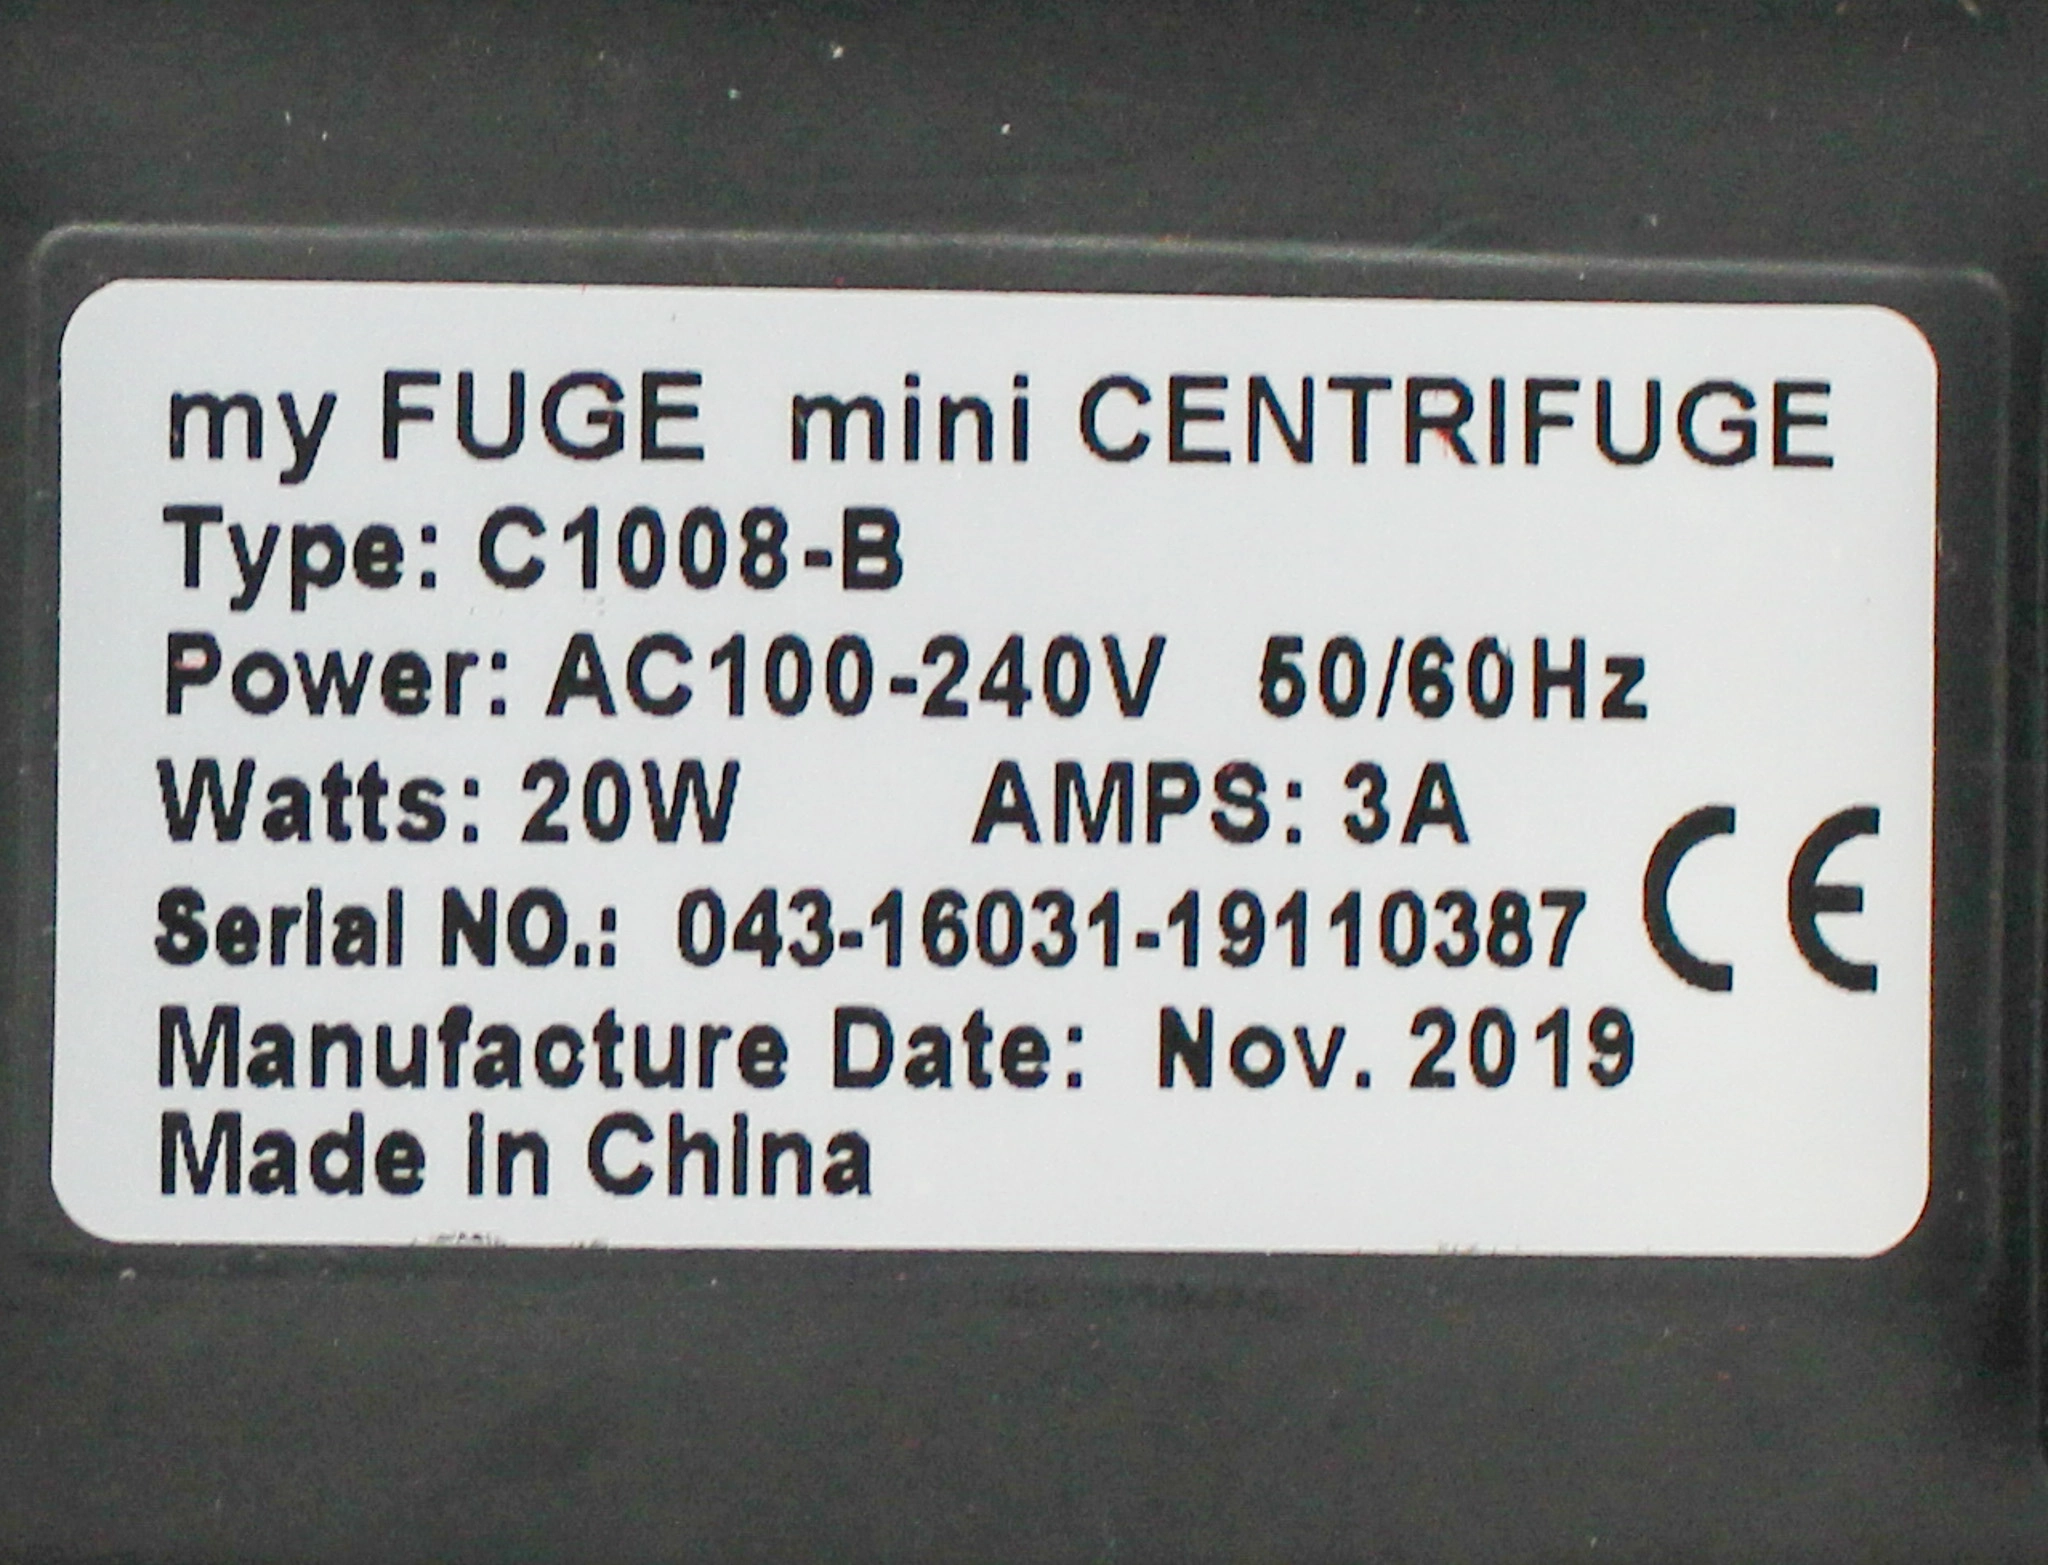 my FUGE mini CENTRIFUGE
Type: C1008-B
Power: AC100-240V 50/60Hz
Watts: 20W AMPS: 3A
Serial NO.: 043-16031-19110387
CE
Manufacture Date: Nov. 2019
Made in China